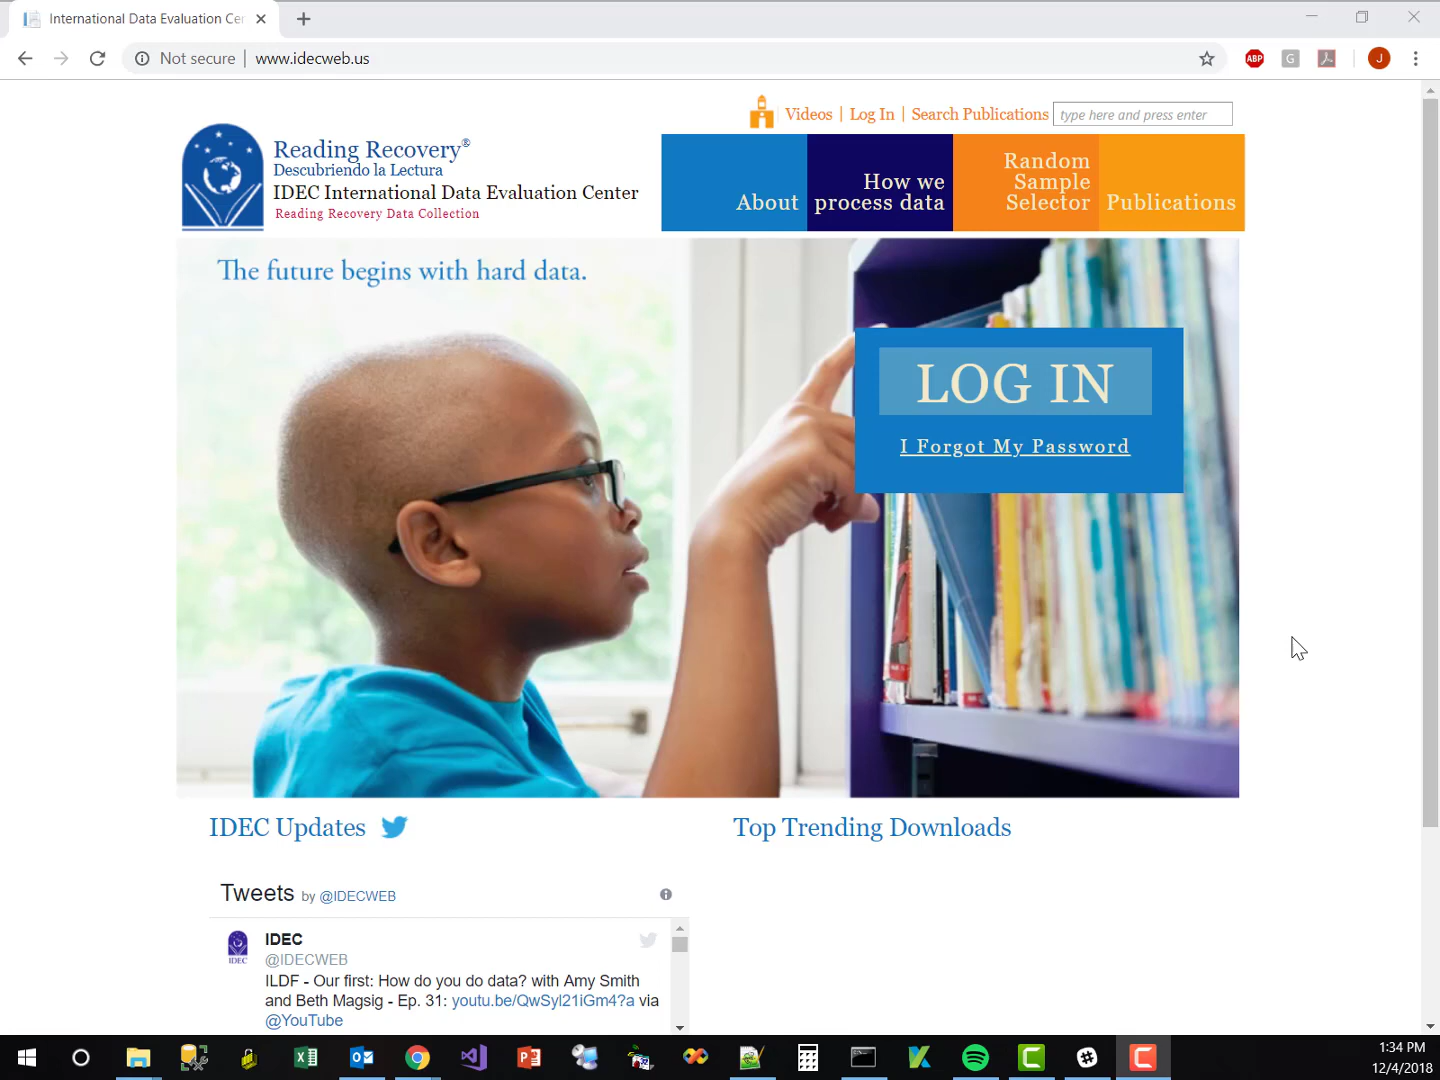 International Data Evaluation Cen
Not secure | www.idecweb.us
ABP
G
J
Videos | Log In | Search Publications
type here and press enter
Reading Recovery®
Descubriendo la Lectura
IDEC International Data Evaluation Center
Reading Recovery Data Collection
About
How we
process data
Random
Sample
Selector
Publications
The future begins with hard data.
LOG IN
I Forgot My Password
IDEC Updates
Top Trending Downloads
Tweets by @IDECWEB
IDEC
IDEC
@IDECWEB
ILDF - Our first: How do you do data? with Amy Smith
and Beth Magsig - Ep. 31: youtu.be/QwSyl21iGm4?a via
@YouTube
1:34 PM
12/4/2018